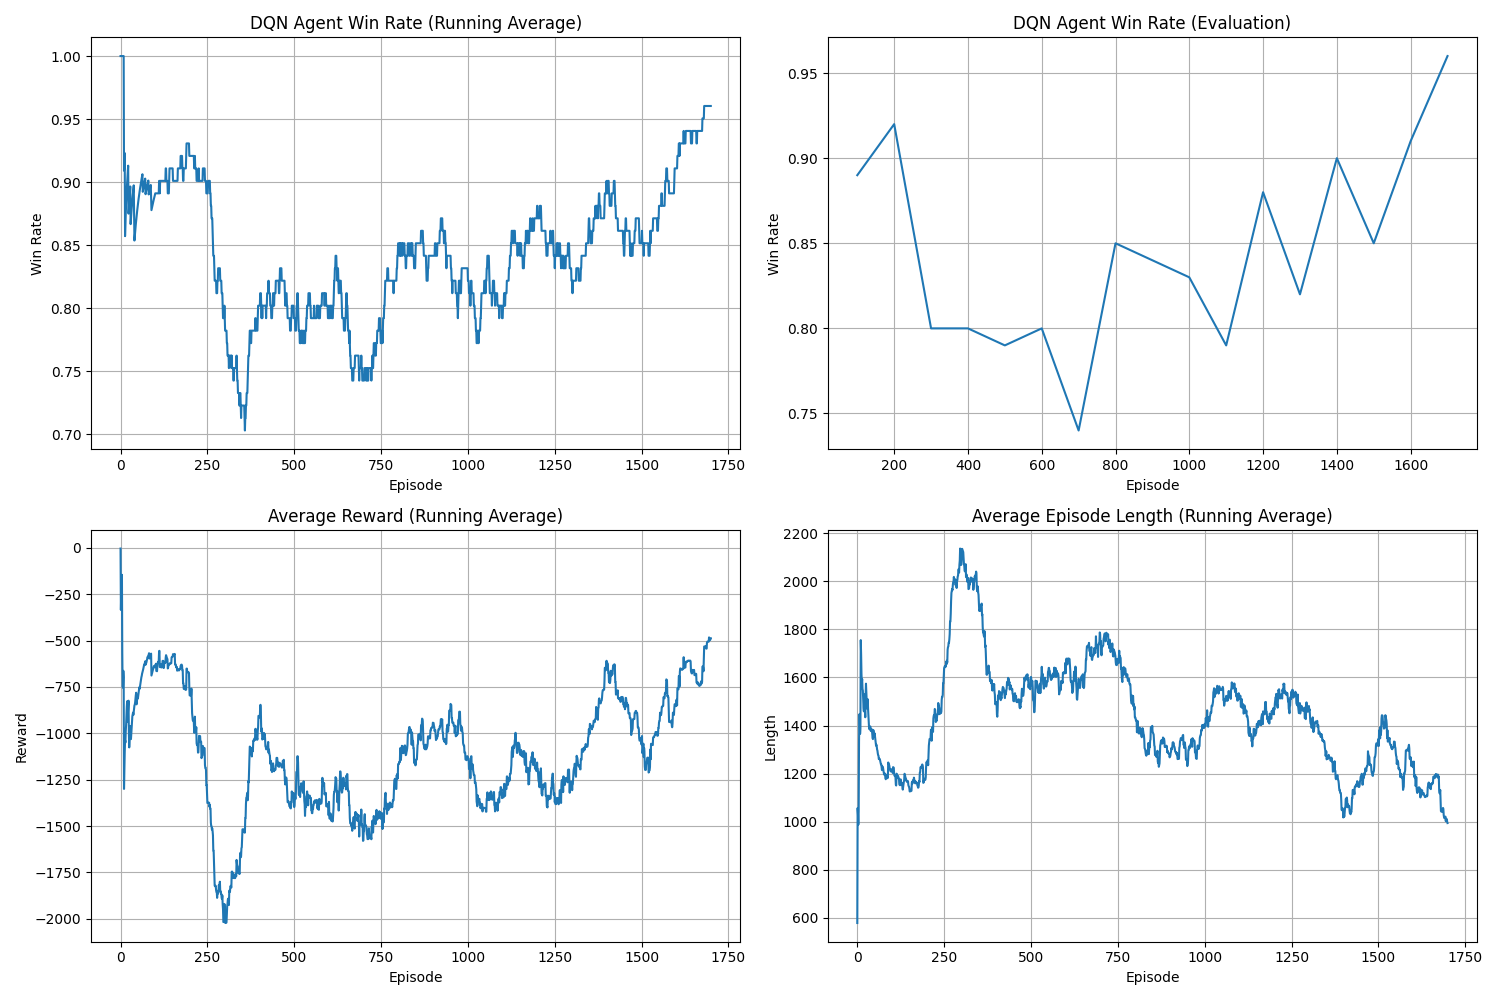 DQN Agent Win Rate (Running Average)
1.00
0.95
0.90
0.85
0.80
0.75
0.70
Win Rate
0 250 500 750 1000 1250 1500 1750
Episode
DQN Agent Win Rate (Evaluation)
0.95
0.90
0.85
0.80
0.75
Win Rate
200 400 600 800 1000 1200 1400 1600
Episode
Average Reward (Running Average)
0
−250
−500
−750
−1000
−1250
−1500
−1750
−2000
Reward
0 250 500 750 1000 1250 1500 1750
Episode
Average Episode Length (Running Average)
2200
2000
1800
1600
1400
1200
1000
800
600
Length
0 250 500 750 1000 1250 1500 1750
Episode